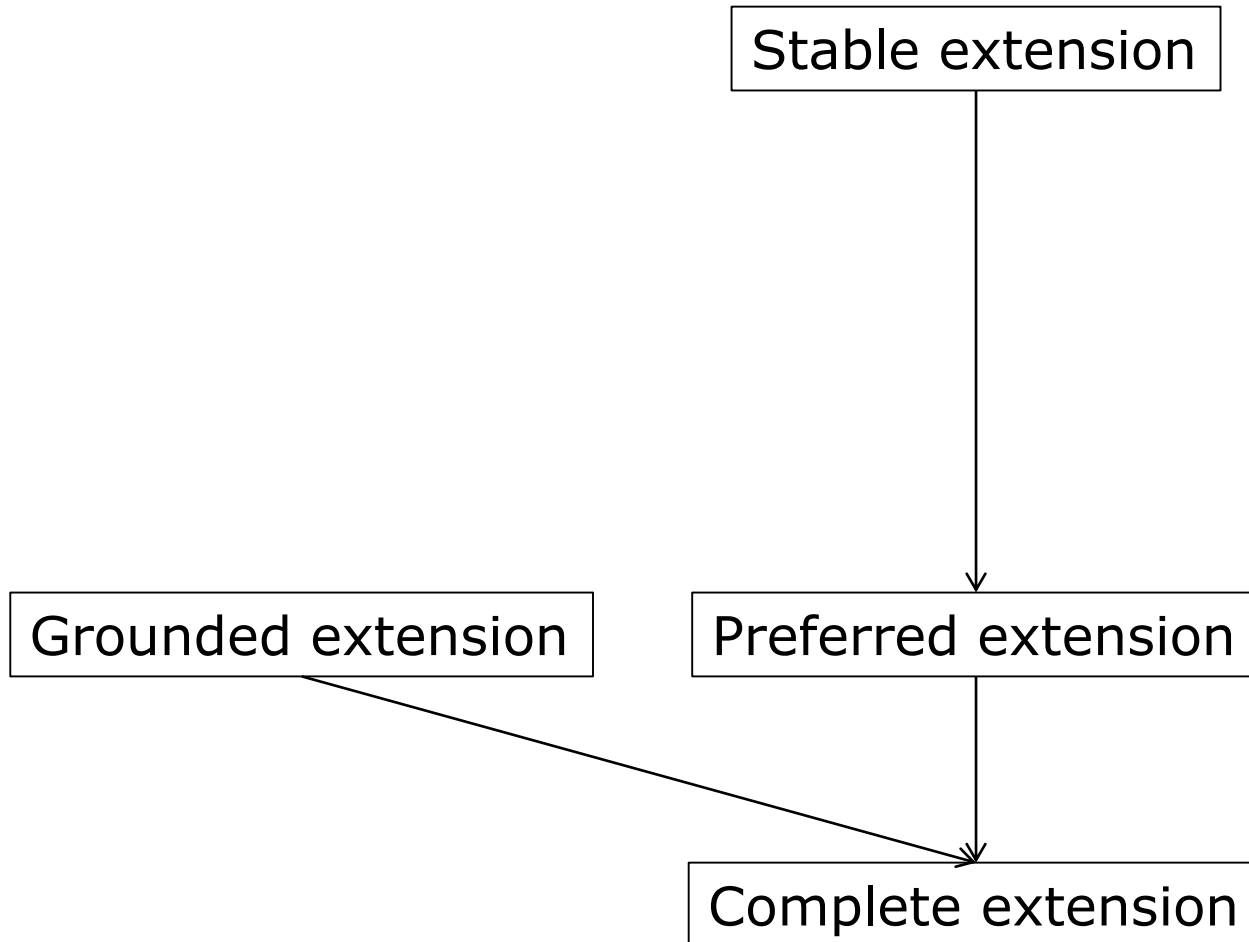 Stable extension
Grounded extension
Preferred extension
Complete extension